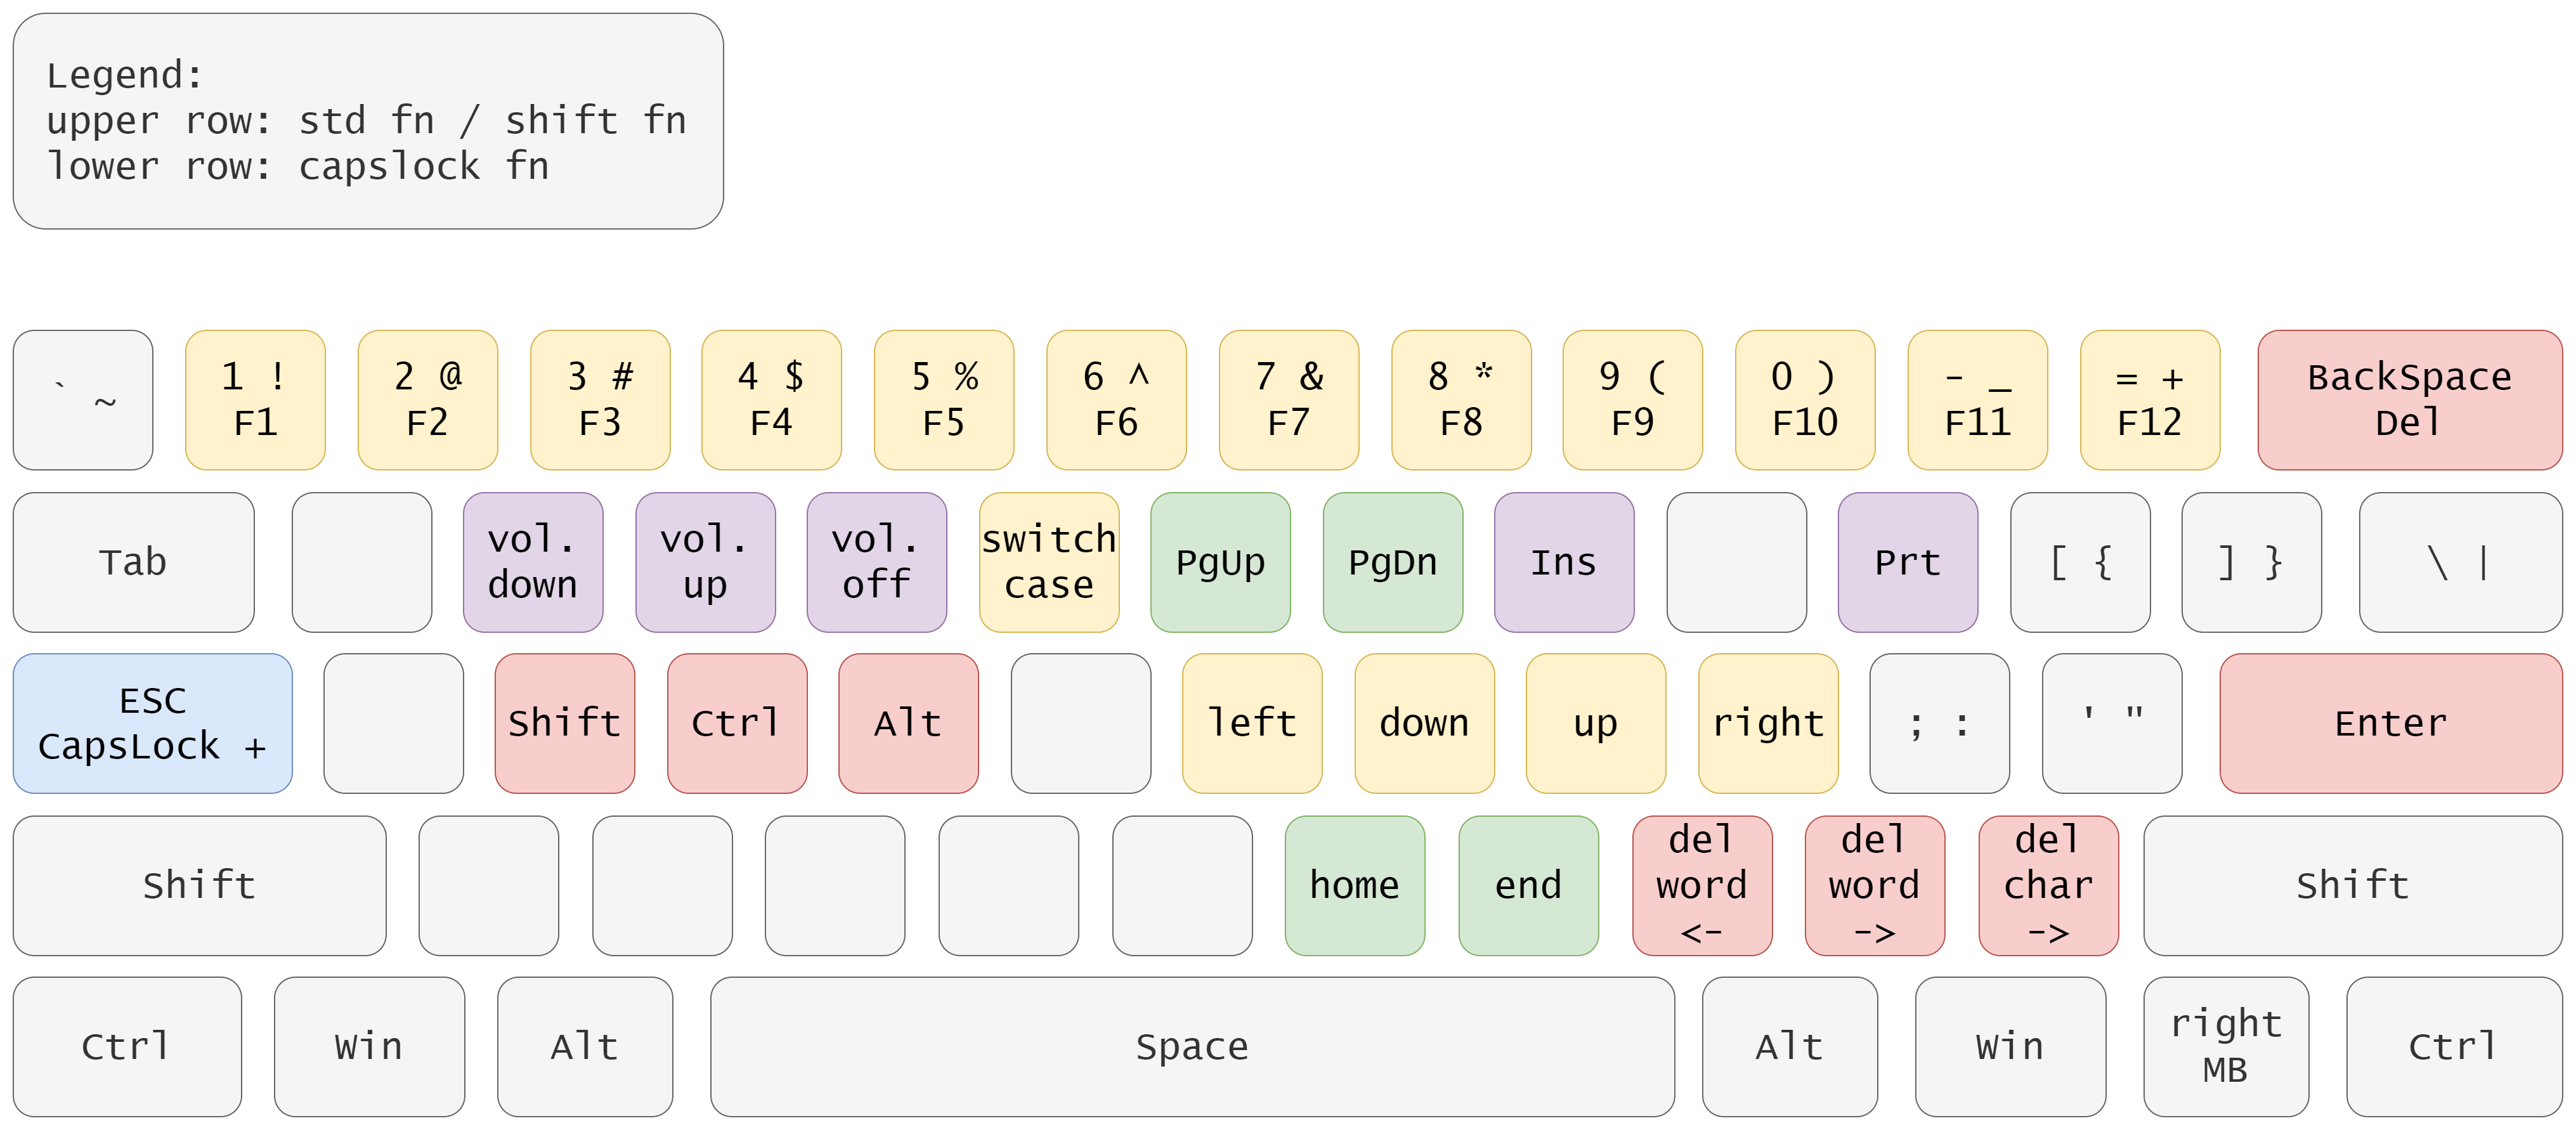 Legend:
upper row: std fn / shift fn
lower row: capslock fn
` ~
1 !
F1
2 @
F2
3 #
F3
4 $
F4
5 %
F5
6 ^
F6
7 &
F7
8 *
F8
9 (
F9
0 )
F10
- _
F11
= +
F12
BackSpace
Del
Tab
vol.
down
vol.
up
vol.
off
switch
case
PgUp
PgDn
Ins
Prt
[ {
] }
\ |
ESC
CapsLock +
Shift
Ctrl
Alt
left
down
up
right
; :
' "
Enter
Shift
home
end
del
word
<-
del
word
->
del
char
->
Shift
Ctrl
Win
Alt
Space
Alt
Win
right
MB
Ctrl